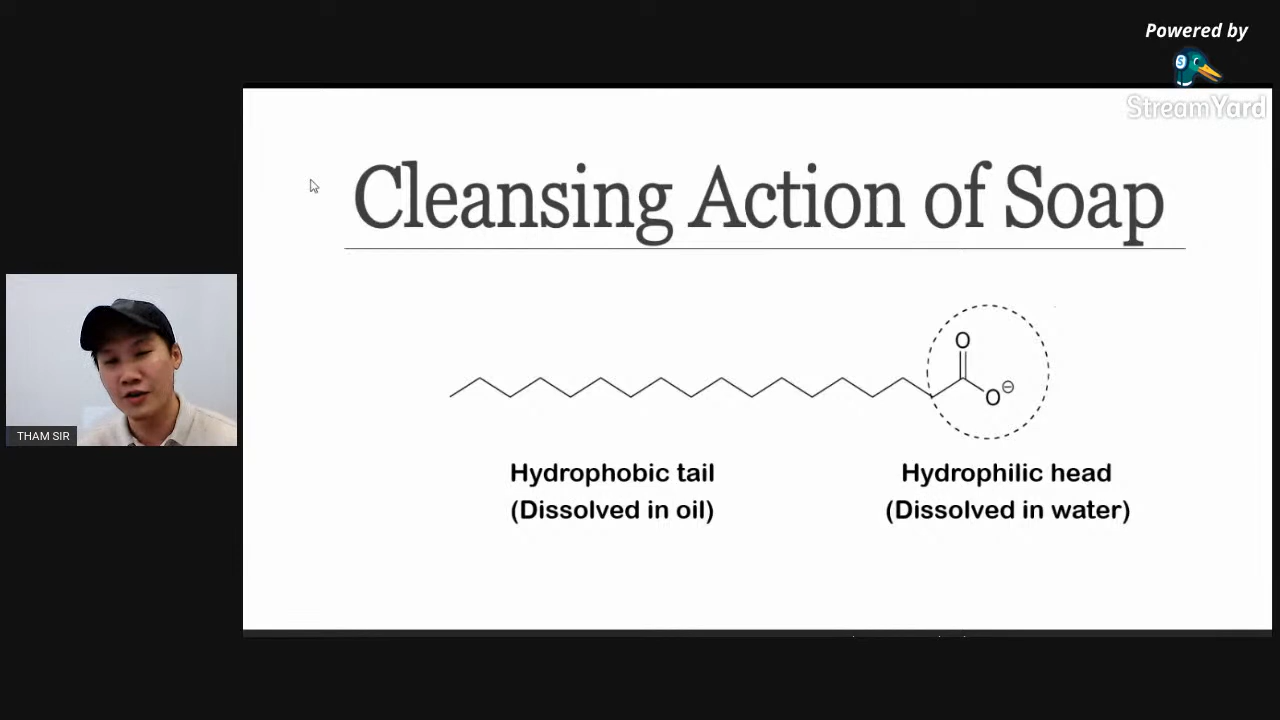 Powered by
StreamYard
Cleansing Action of Soap
O
O⊖
Hydrophobic tail
(Dissolved in oil)
Hydrophilic head
(Dissolved in water)
THAM SIR